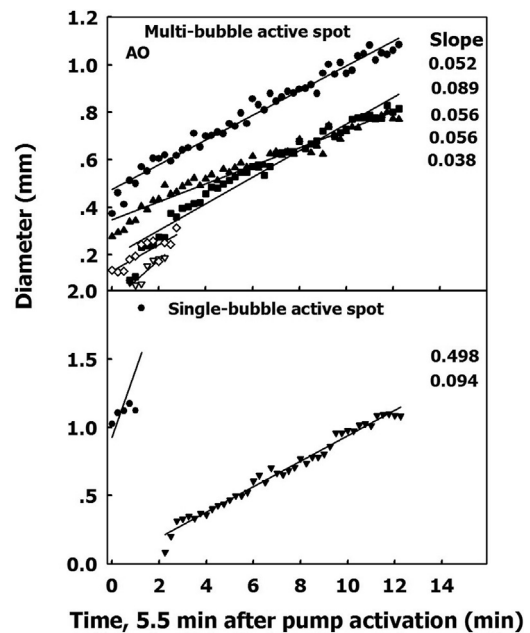 1.2
Multi-bubble active spot
Slope
AO
0.052
1.0
0.089
.8
0.056
0.056
.6
0.038
.4
.2
2.0
Single-bubble active spot
1.5
0.498
0.094
1.0
.5
0.0
0 2 4 6 8 10 12 14
Diameter (mm)
Time, 5.5 min after pump activation (min)